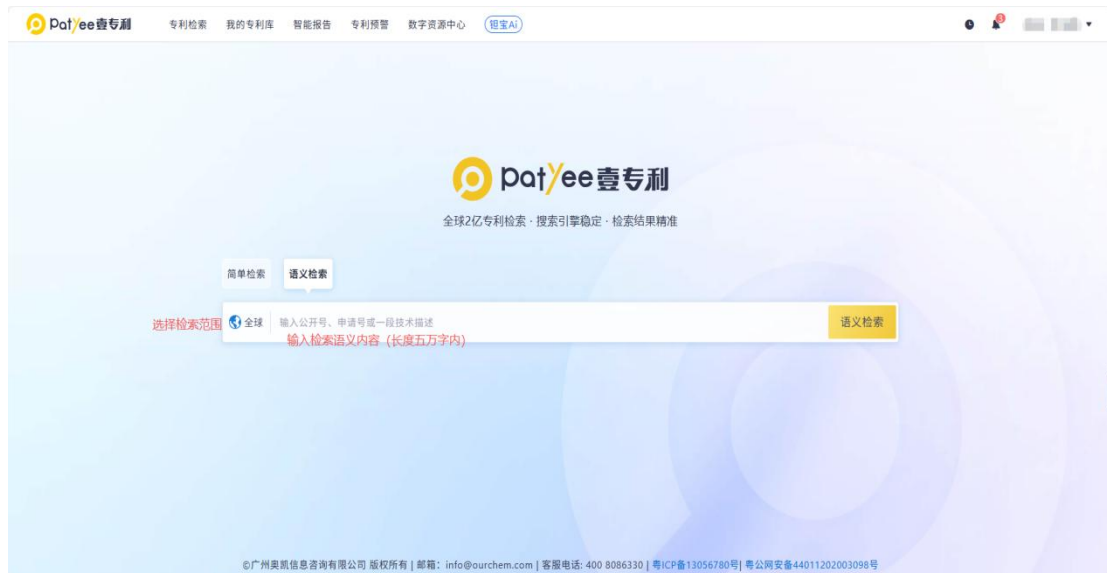 Patyee壹专利 专利检索 我的专利库 智能报告 专利预警 数字资源中心 钽宝Ai 3
Patyee壹专利
全球2亿专利检索 · 搜索引擎稳定 · 检索结果精准
简单检索 语义检索
选择检索范围 全球 输入公开号、申请号或一段技术描述 语义检索
输入检索语义内容（长度五万字内）
©广州奥凯信息咨询有限公司 版权所有 | 邮箱：info@ourchem.com | 客服电话: 400 8086330 | 粤ICP备13056780号| 粤公网安备44011202003098号